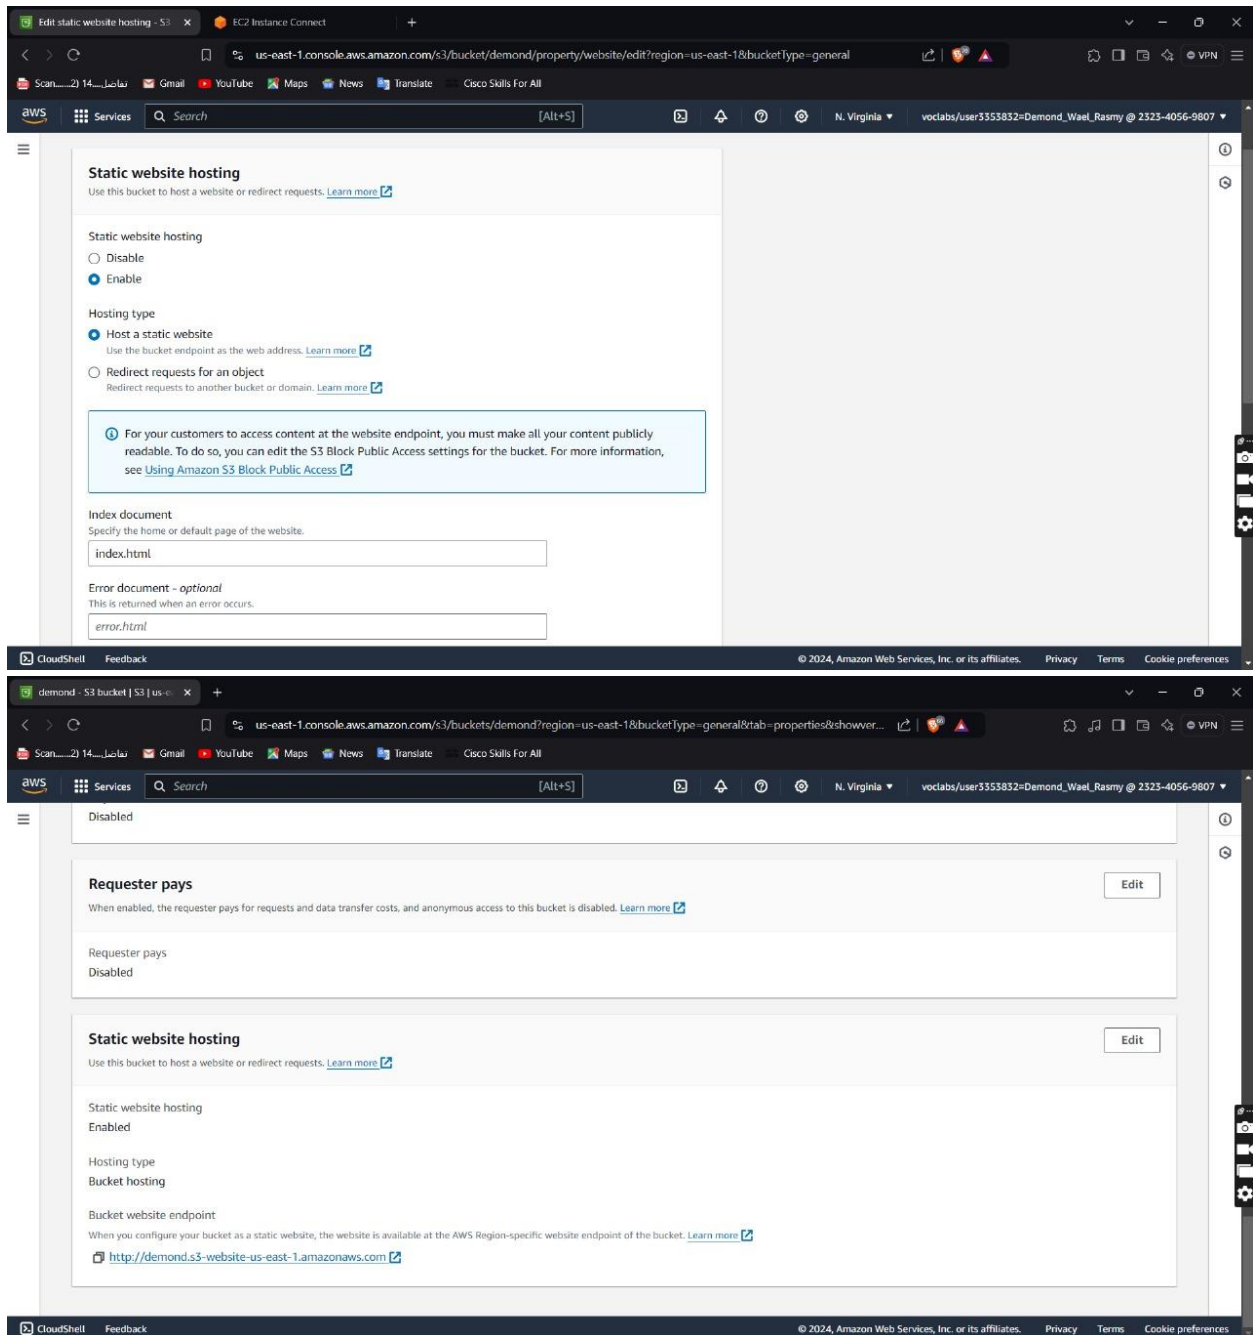 Edit static website hosting - S3
EC2 Instance Connect
us-east-1.console.aws.amazon.com/s3/bucket/demond/property/website/edit?region=us-east-1&bucketType=general
VPN
Scan......2) 14....تفاصيل
Gmail
YouTube
Maps
News
Translate
Cisco Skills For All
aws
Services
Search
[Alt+S]
N. Virginia
voclabs/user3353832=Demond_Wael_Rasmy @ 2323-4056-9807
Static website hosting
Use this bucket to host a website or redirect requests. Learn more
Static website hosting
Disable
Enable
Hosting type
Host a static website
Use the bucket endpoint as the web address. Learn more
Redirect requests for an object
Redirect requests to another bucket or domain. Learn more
For your customers to access content at the website endpoint, you must make all your content publicly
readable. To do so, you can edit the S3 Block Public Access settings for the bucket. For more information,
see Using Amazon S3 Block Public Access
Index document
Specify the home or default page of the website.
index.html
Error document - optional
This is returned when an error occurs.
error.html
CloudShell
Feedback
© 2024, Amazon Web Services, Inc. or its affiliates.
Privacy
Terms
Cookie preferences
demond - S3 bucket | S3 | us-e
us-east-1.console.aws.amazon.com/s3/buckets/demond?region=us-east-1&bucketType=general&tab=properties&showver...
VPN
Scan......2) 14....تفاصيل
Gmail
YouTube
Maps
News
Translate
Cisco Skills For All
aws
Services
Search
[Alt+S]
N. Virginia
voclabs/user3353832=Demond_Wael_Rasmy @ 2323-4056-9807
Disabled
Requester pays
Edit
When enabled, the requester pays for requests and data transfer costs, and anonymous access to this bucket is disabled. Learn more
Requester pays
Disabled
Static website hosting
Edit
Use this bucket to host a website or redirect requests. Learn more
Static website hosting
Enabled
Hosting type
Bucket hosting
Bucket website endpoint
When you configure your bucket as a static website, the website is available at the AWS Region-specific website endpoint of the bucket. Learn more
http://demond.s3-website-us-east-1.amazonaws.com
CloudShell
Feedback
© 2024, Amazon Web Services, Inc. or its affiliates.
Privacy
Terms
Cookie preferences